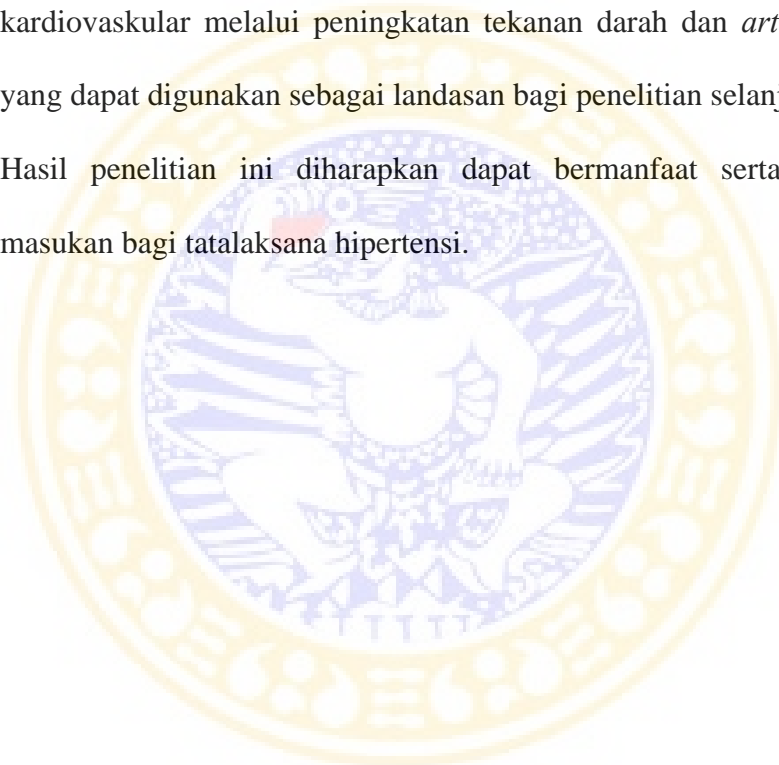 kardiovaskular melalui peningkatan tekanan darah dan
yang dapat digunakan sebagai landasan bagi penelitian
Hasil penelitian ini diharapkan dapat bermanfaat serta
masukan bagi tatalaksana hipertensi.